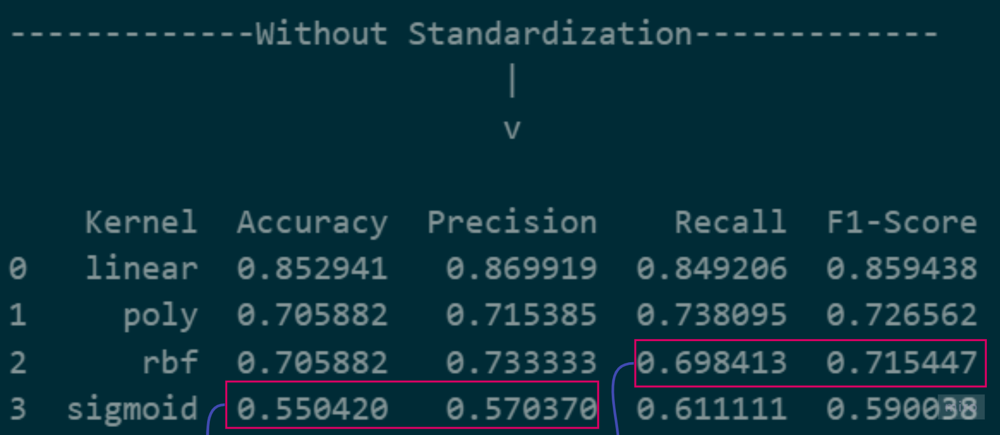 -------------Without Standardization-------------
|
v
Kernel Accuracy Precision Recall F1-Score
0 linear 0.852941 0.869919 0.849206 0.859438
1 poly 0.705882 0.715385 0.738095 0.726562
2 rbf 0.705882 0.733333 0.698413 0.715447
3 sigmoid 0.550420 0.570370 0.611111 0.590038
miro